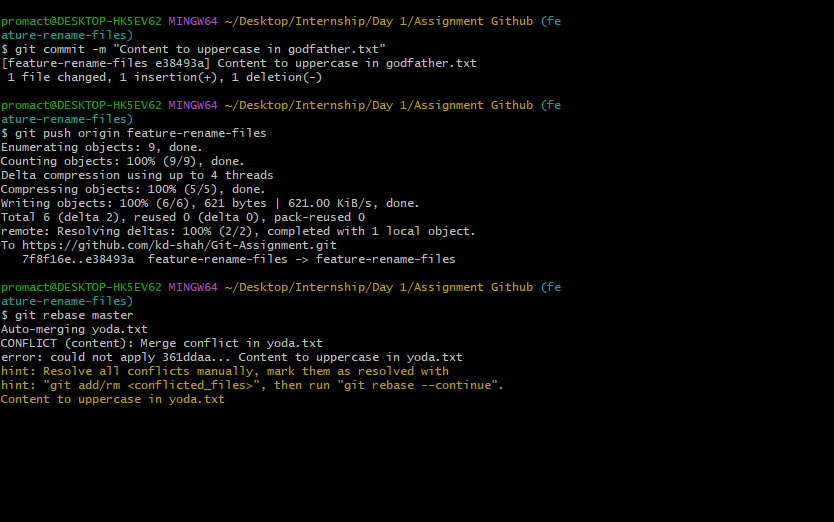 promact@DESKTOP-HK5EV62 MINGW64 ~/Desktop/Internship/Day 1/Assignment Github (fe
ature-rename-files)
$ git commit -m "Content to uppercase in godfather.txt"
[feature-rename-files e38493a] Content to uppercase in godfather.txt
 1 file changed, 1 insertion(+), 1 deletion(-)
promact@DESKTOP-HK5EV62 MINGW64 ~/Desktop/Internship/Day 1/Assignment Github (fe
ature-rename-files)
$ git push origin feature-rename-files
Enumerating objects: 9, done.
Counting objects: 100% (9/9), done.
Delta compression using up to 4 threads
Compressing objects: 100% (5/5), done.
Writing objects: 100% (6/6), 621 bytes | 621.00 KiB/s, done.
Total 6 (delta 2), reused 0 (delta 0), pack-reused 0
remote: Resolving deltas: 100% (2/2), completed with 1 local object.
To https://github.com/kd-shah/Git-Assignment.git
   7f8f16e..e38493a  feature-rename-files -> feature-rename-files
promact@DESKTOP-HK5EV62 MINGW64 ~/Desktop/Internship/Day 1/Assignment Github (fe
ature-rename-files)
$ git rebase master
Auto-merging yoda.txt
CONFLICT (content): Merge conflict in yoda.txt
error: could not apply 361ddaa... Content to uppercase in yoda.txt
hint: Resolve all conflicts manually, mark them as resolved with
hint: "git add/rm <conflicted_files>", then run "git rebase --continue".
Content to uppercase in yoda.txt